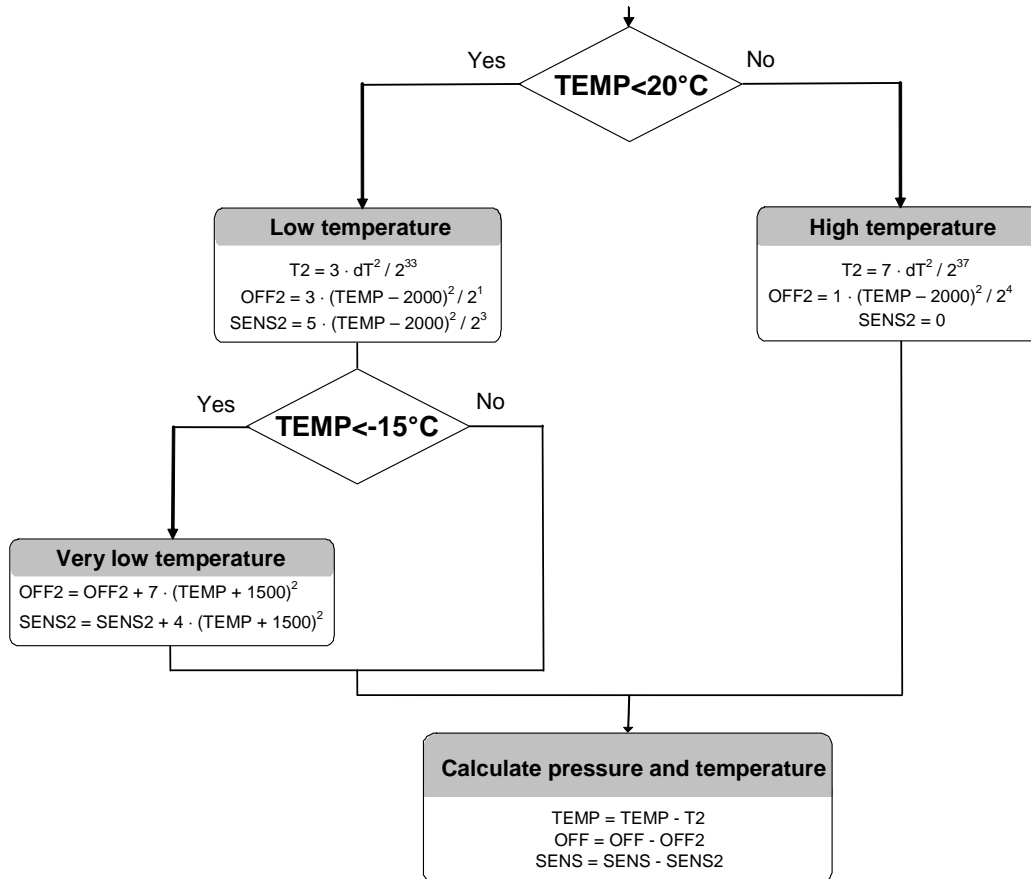 Yes
No
TEMP<20°C
Low temperature
T2 = 3 · dT² / 2³³
OFF2 = 3 · (TEMP – 2000)² / 2¹
SENS2 = 5 · (TEMP – 2000)² / 2³
High temperature
T2 = 7 · dT² / 2³⁷
OFF2 = 1 · (TEMP – 2000)² / 2⁴
SENS2 = 0
Yes
No
TEMP<-15°C
Very low temperature
OFF2 = OFF2 + 7 · (TEMP + 1500)²
SENS2 = SENS2 + 4 · (TEMP + 1500)²
Calculate pressure and temperature
TEMP = TEMP - T2
OFF = OFF - OFF2
SENS = SENS - SENS2